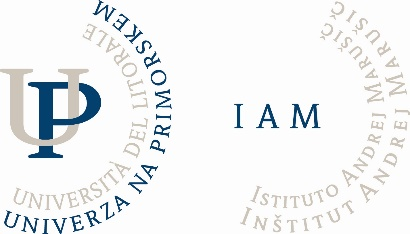 UP
UNIVERSITÀ DEL LITORALE
UNIVERZA NA PRIMORSKEM
IAM
ISTITUTO ANDREJ MARUŠIČ
INŠTITUT ANDREJ MARUŠIČ